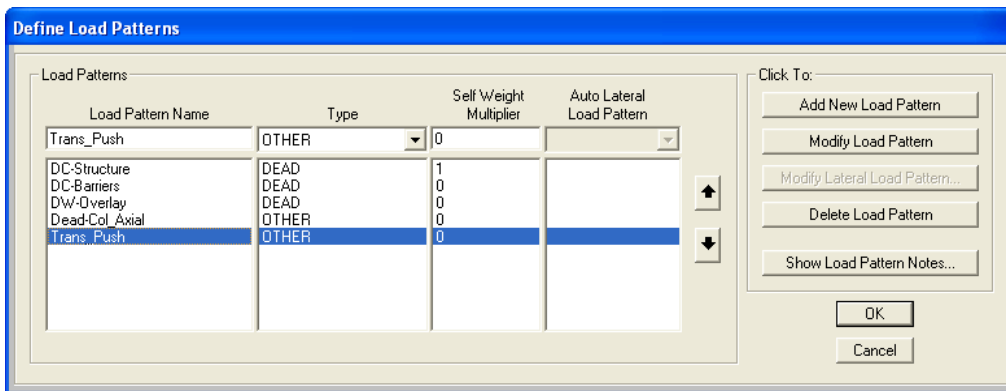 Define Load Patterns
Load Patterns
Load Pattern Name Type Self Weight Multiplier Auto Lateral Load Pattern
Trans_Push OTHER 0
DC-Structure DEAD 1
DC-Barriers DEAD 0
DW-Overlay DEAD 0
Dead-Col_Axial OTHER 0
Trans_Push OTHER 0
Click To:
Add New Load Pattern
Modify Load Pattern
Modify Lateral Load Pattern...
Delete Load Pattern
Show Load Pattern Notes...
OK
Cancel